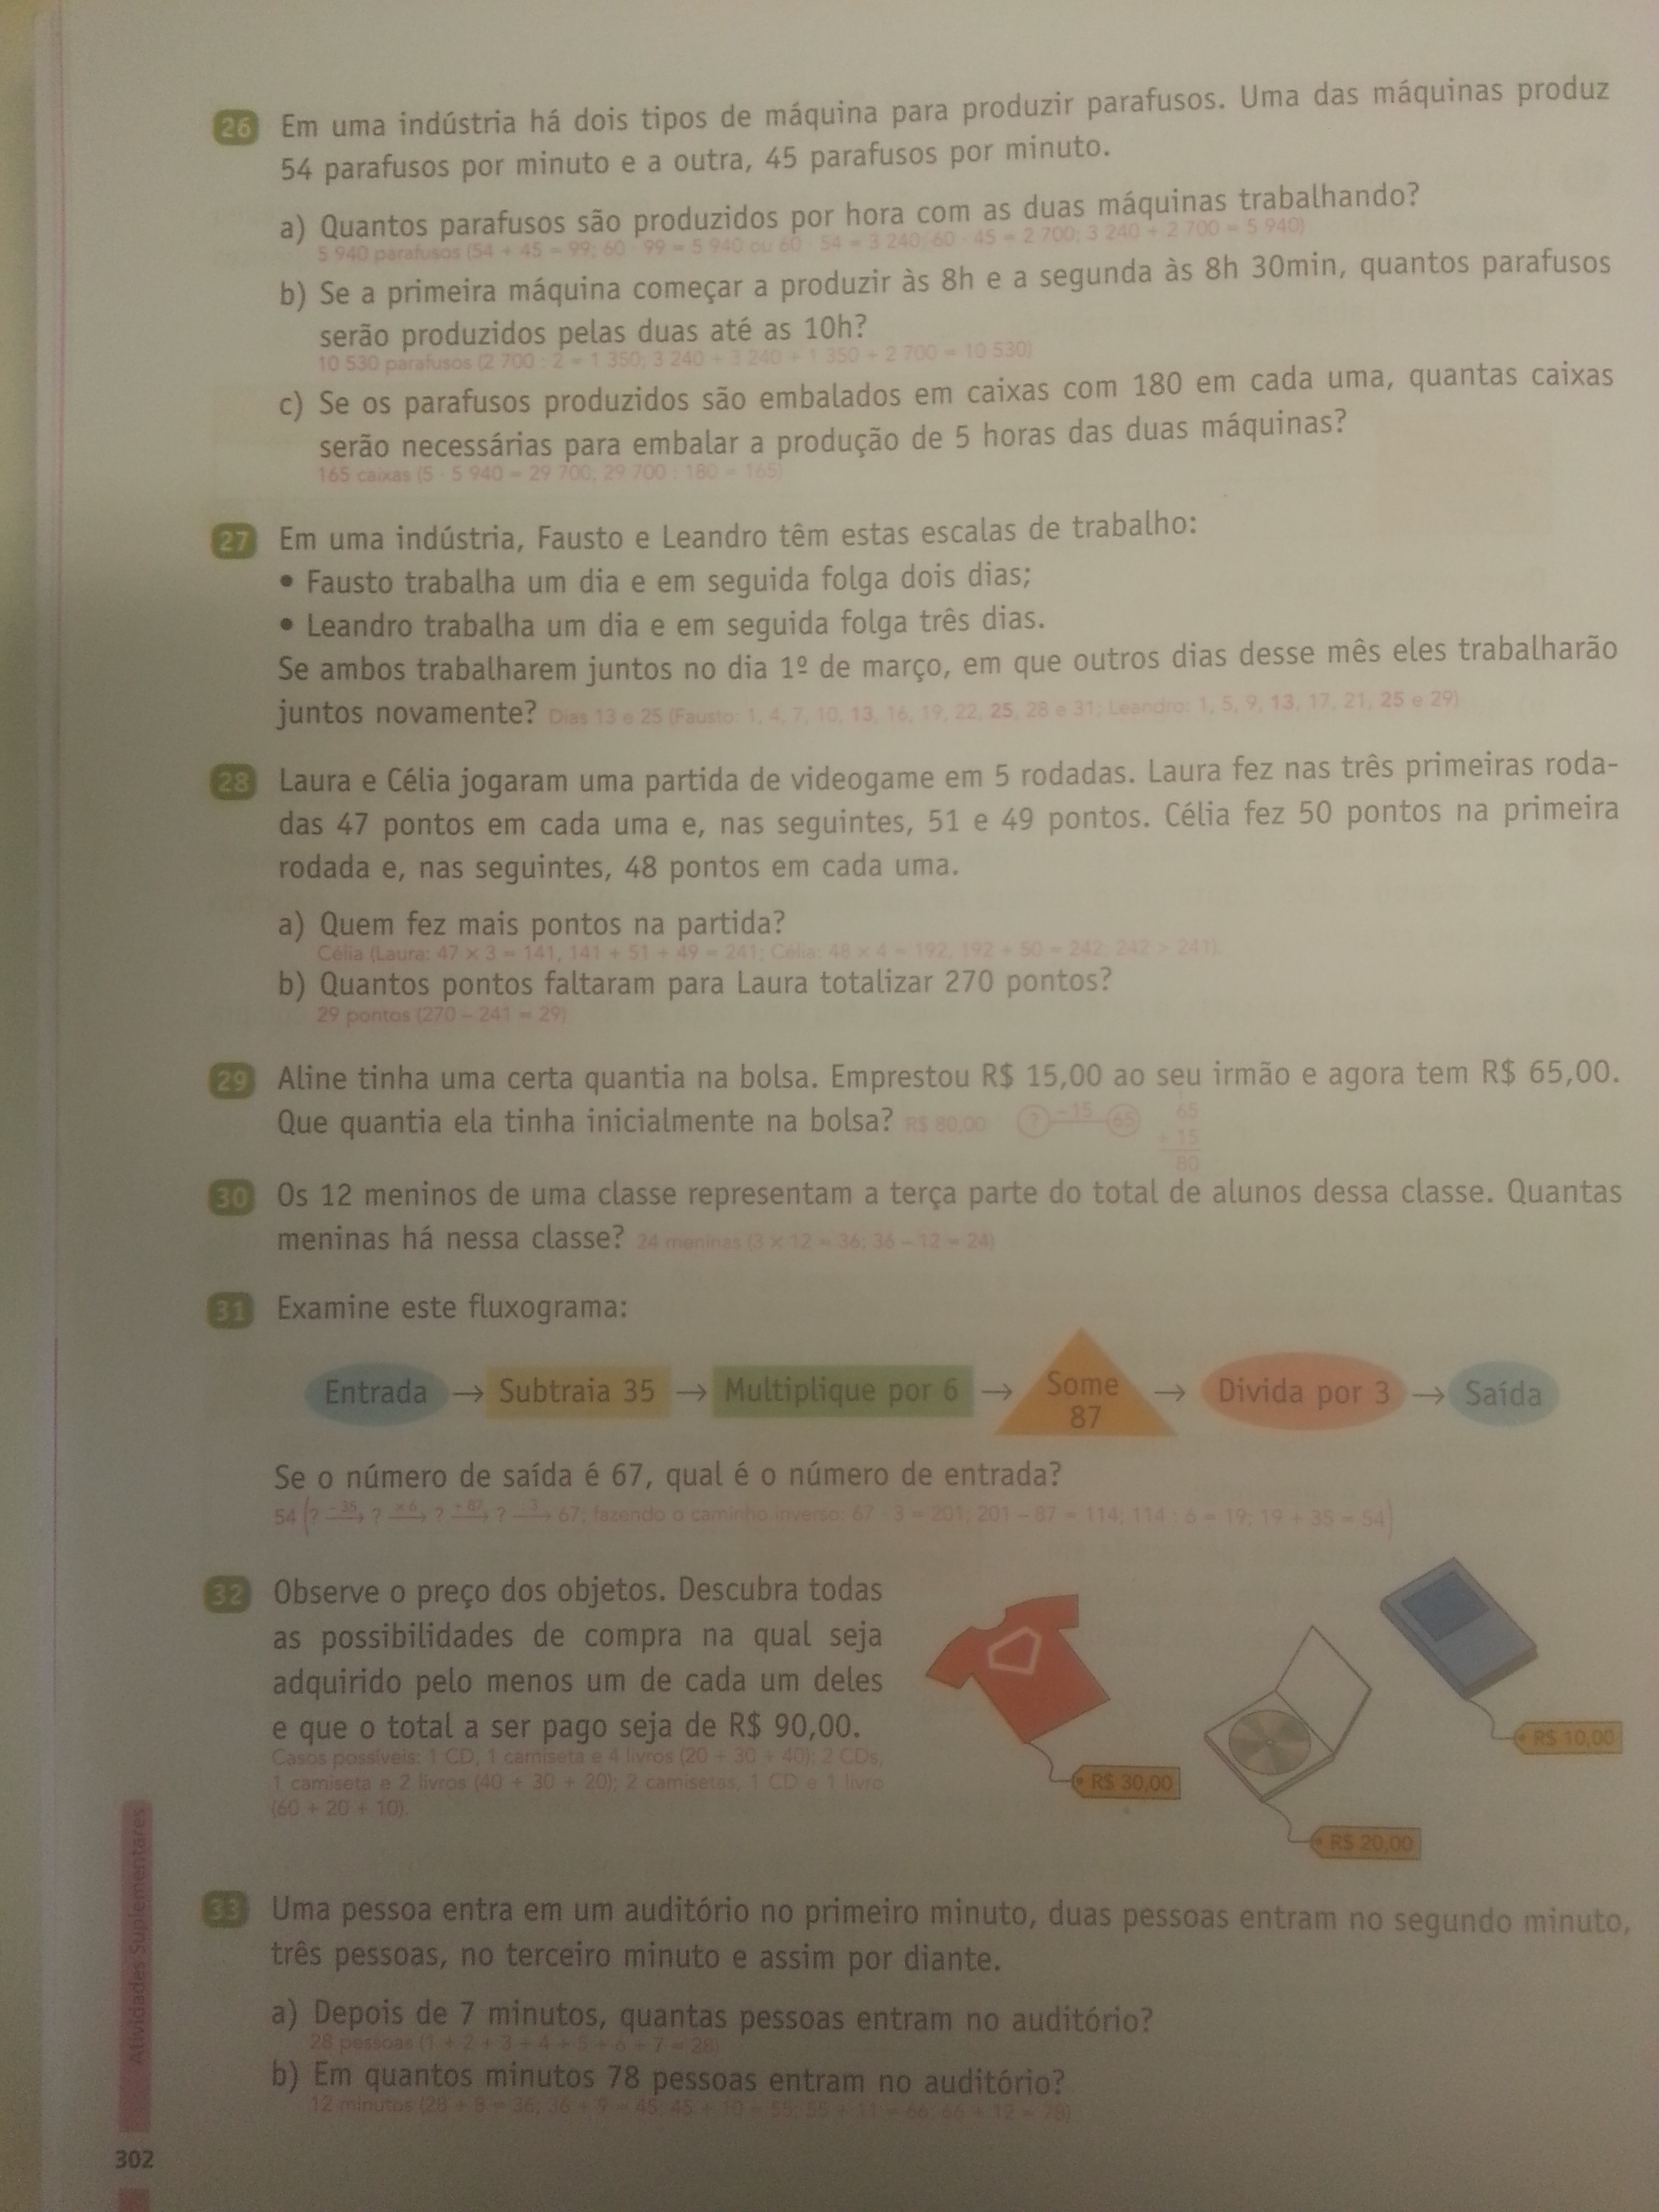 26 Em uma indústria há dois tipos de máquina para produzir parafusos. Uma das máquinas produz
54 parafusos por minuto e a outra, 45 parafusos por minuto.
a) Quantos parafusos são produzidos por hora com as duas máquinas trabalhando?
5 940 parafusos (54 + 45 = 99; 60 · 99 = 5 940 ou 60 · 54 = 3 240; 60 · 45 = 2 700; 3 240 + 2 700 = 5 940)
b) Se a primeira máquina começar a produzir às 8h e a segunda às 8h 30min, quantos parafusos
serão produzidos pelas duas até as 10h?
10 530 parafusos (2 700 : 2 = 1 350; 3 240 + 3 240 + 1 350 + 2 700 = 10 530)
c) Se os parafusos produzidos são embalados em caixas com 180 em cada uma, quantas caixas
serão necessárias para embalar a produção de 5 horas das duas máquinas?
165 caixas (5 · 5 940 = 29 700; 29 700 : 180 = 165)
27 Em uma indústria, Fausto e Leandro têm estas escalas de trabalho:
• Fausto trabalha um dia e em seguida folga dois dias;
• Leandro trabalha um dia e em seguida folga três dias.
Se ambos trabalharem juntos no dia 1º de março, em que outros dias desse mês eles trabalharão
juntos novamente? Dias 13 e 25 (Fausto: 1, 4, 7, 10, 13, 16, 19, 22, 25, 28 e 31; Leandro: 1, 5, 9, 13, 17, 21, 25 e 29)
28 Laura e Célia jogaram uma partida de videogame em 5 rodadas. Laura fez nas três primeiras roda-
das 47 pontos em cada uma e, nas seguintes, 51 e 49 pontos. Célia fez 50 pontos na primeira
rodada e, nas seguintes, 48 pontos em cada uma.
a) Quem fez mais pontos na partida?
Célia (Laura: 47 × 3 = 141, 141 + 51 + 49 = 241; Célia: 48 × 4 = 192, 192 + 50 = 242; 242 > 241).
b) Quantos pontos faltaram para Laura totalizar 270 pontos?
29 pontos (270 – 241 = 29)
29 Aline tinha uma certa quantia na bolsa. Emprestou R$ 15,00 ao seu irmão e agora tem R$ 65,00.
Que quantia ela tinha inicialmente na bolsa? R$ 80,00 ? –15 65
65
+ 15
80
30 Os 12 meninos de uma classe representam a terça parte do total de alunos dessa classe. Quantas
meninas há nessa classe? 24 meninas (3 × 12 = 36; 36 – 12 = 24)
31 Examine este fluxograma:
Entrada → Subtraia 35 → Multiplique por 6 → Some 87 → Divida por 3 → Saída
Se o número de saída é 67, qual é o número de entrada?
54 (? –35→ ? ×6→ ? +87→ ? :3→ 67; fazendo o caminho inverso: 67 · 3 = 201; 201 – 87 = 114; 114 : 6 = 19; 19 + 35 = 54)
32 Observe o preço dos objetos. Descubra todas
as possibilidades de compra na qual seja
adquirido pelo menos um de cada um deles
e que o total a ser pago seja de R$ 90,00.
Casos possíveis: 1 CD, 1 camiseta e 4 livros (20 + 30 + 40); 2 CDs,
1 camiseta e 2 livros (40 + 30 + 20); 2 camisetas, 1 CD e 1 livro
(60 + 20 + 10).
R$ 30,00
R$ 20,00
R$ 10,00
33 Uma pessoa entra em um auditório no primeiro minuto, duas pessoas entram no segundo minuto,
três pessoas, no terceiro minuto e assim por diante.
a) Depois de 7 minutos, quantas pessoas entram no auditório?
28 pessoas (1 + 2 + 3 + 4 + 5 + 6 + 7 = 28)
b) Em quantos minutos 78 pessoas entram no auditório?
12 minutos (28 + 8 = 36; 36 + 9 = 45; 45 + 10 = 55; 55 + 11 = 66; 66 + 12 = 78)
Atividades Suplementares
302